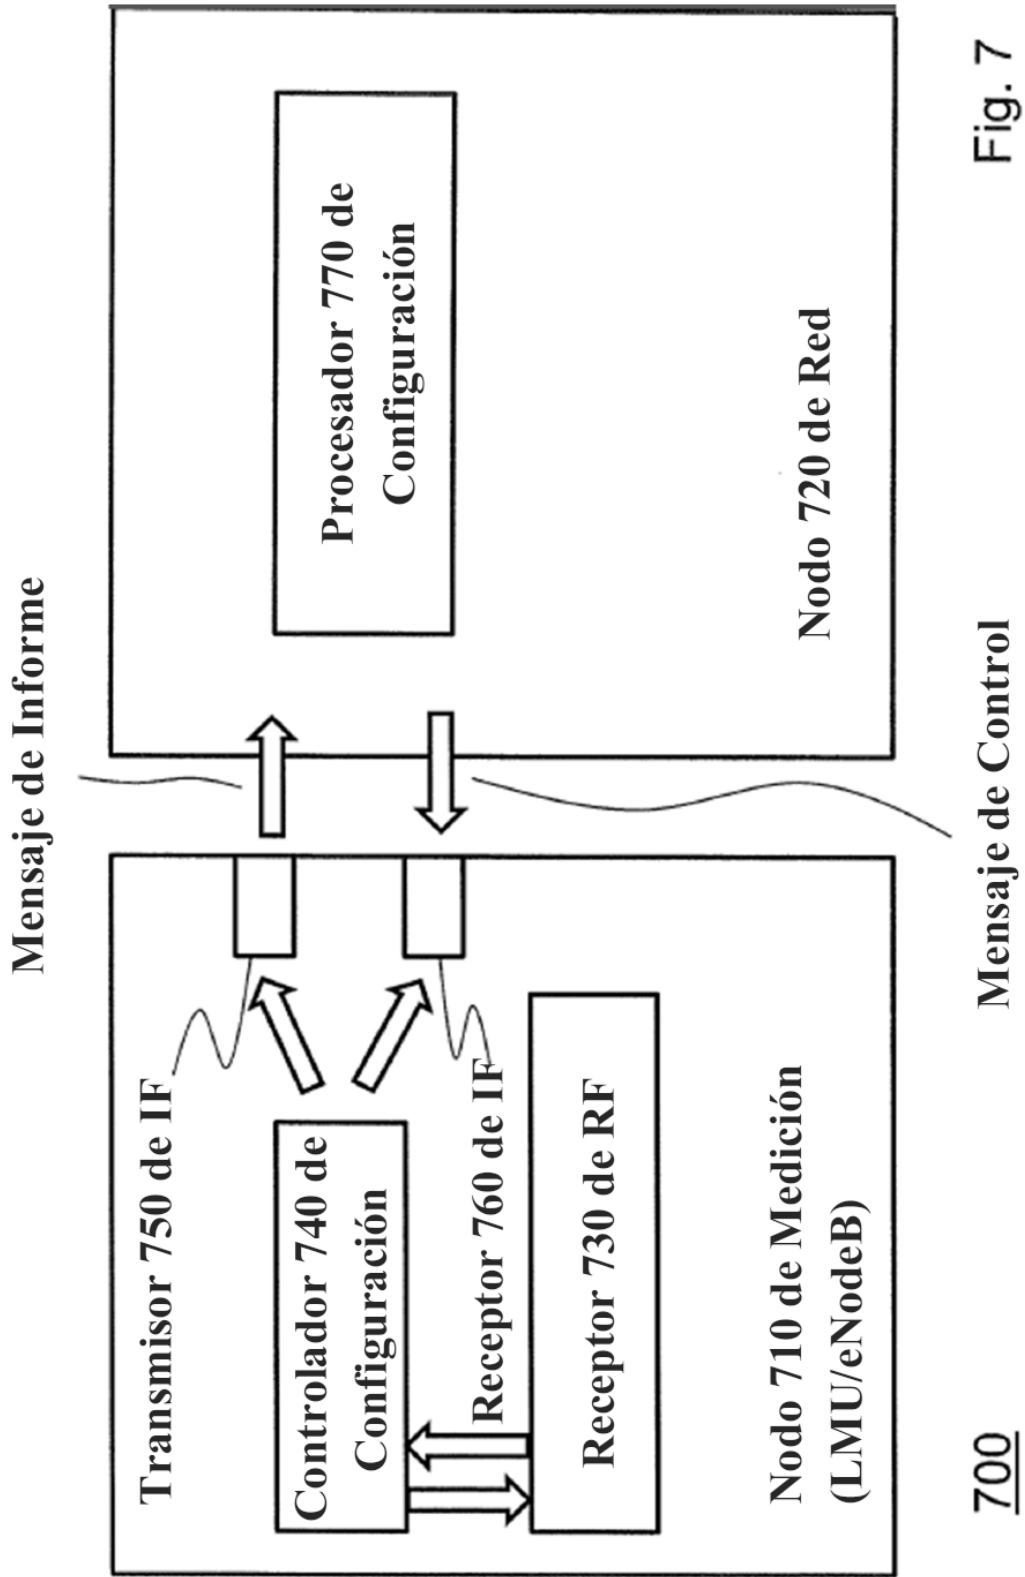 Mensaje de Informe
Transmisor 750 de IF
Controlador 740 de
Configuración
Receptor 760 de IF
Receptor 730 de RF
Nodo 710 de Medición
(LMU/eNodeB)
Procesador 770 de
Configuración
Nodo 720 de Red
Mensaje de Control
700
Fig. 7